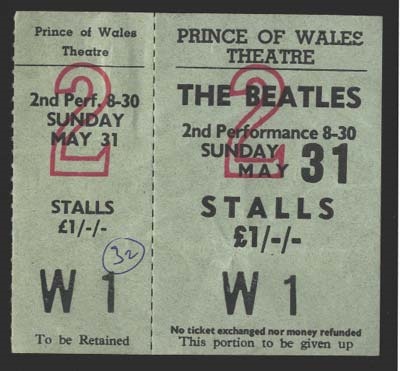 Prince of Wales
Theatre
2
2nd Perf. 8-30
SUNDAY
MAY 31
STALLS
£1/-/-
32
W 1
To be Retained
PRINCE OF WALES
THEATRE
2
THE BEATLES
2nd Performance 8-30
SUNDAY
MAY 31
STALLS
£1/-/-
W 1
No ticket exchanged nor money refunded
This portion to be given up